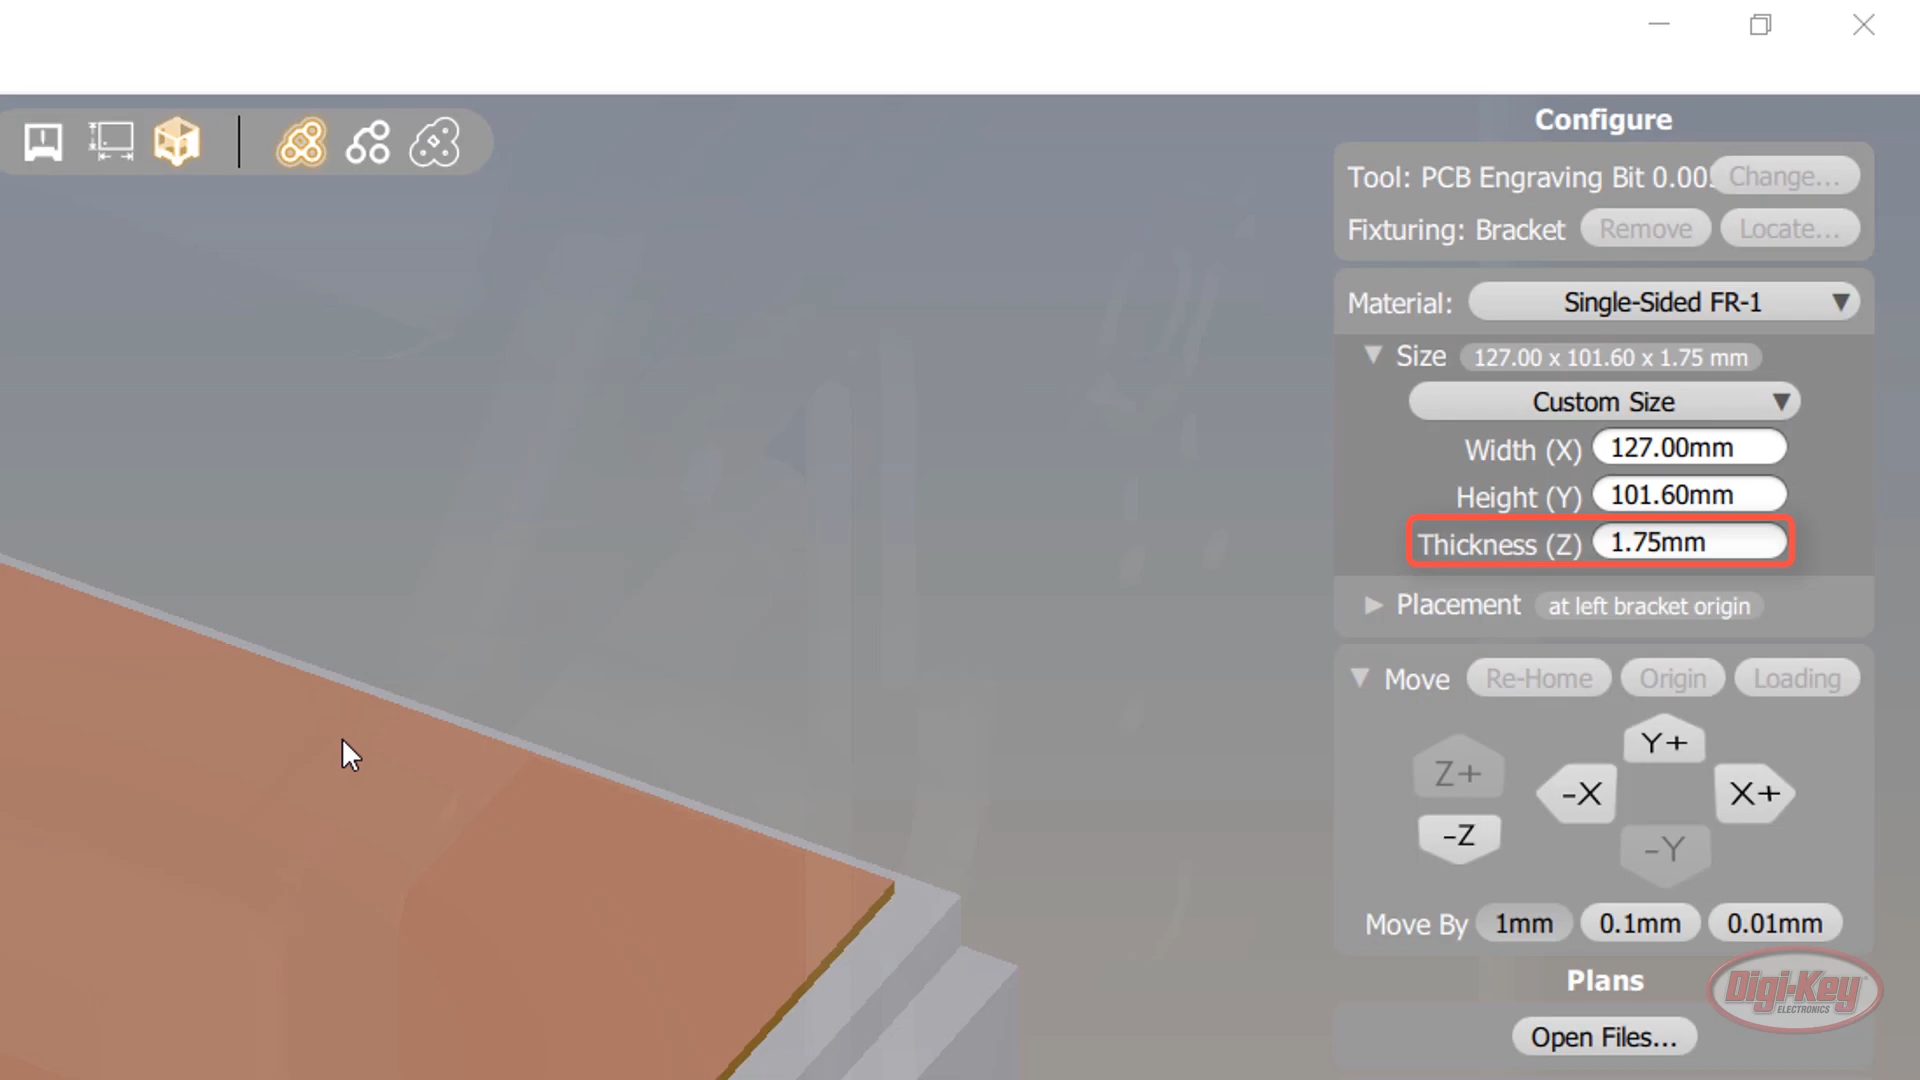 Configure
Tool: PCB Engraving Bit 0.00
Change...
Fixturing: Bracket
Remove
Locate...
Material:
Single-Sided FR-1
Size
127.00 x 101.60 x 1.75 mm
Custom Size
Width (X)
127.00mm
Height (Y)
101.60mm
Thickness (Z)
1.75mm
Placement
at left bracket origin
Move
Re-Home
Origin
Loading
Y+
Z+
-X
X+
-Z
-Y
Move By
1mm
0.1mm
0.01mm
Plans
Digi-Key
ELECTRONICS
Open Files...